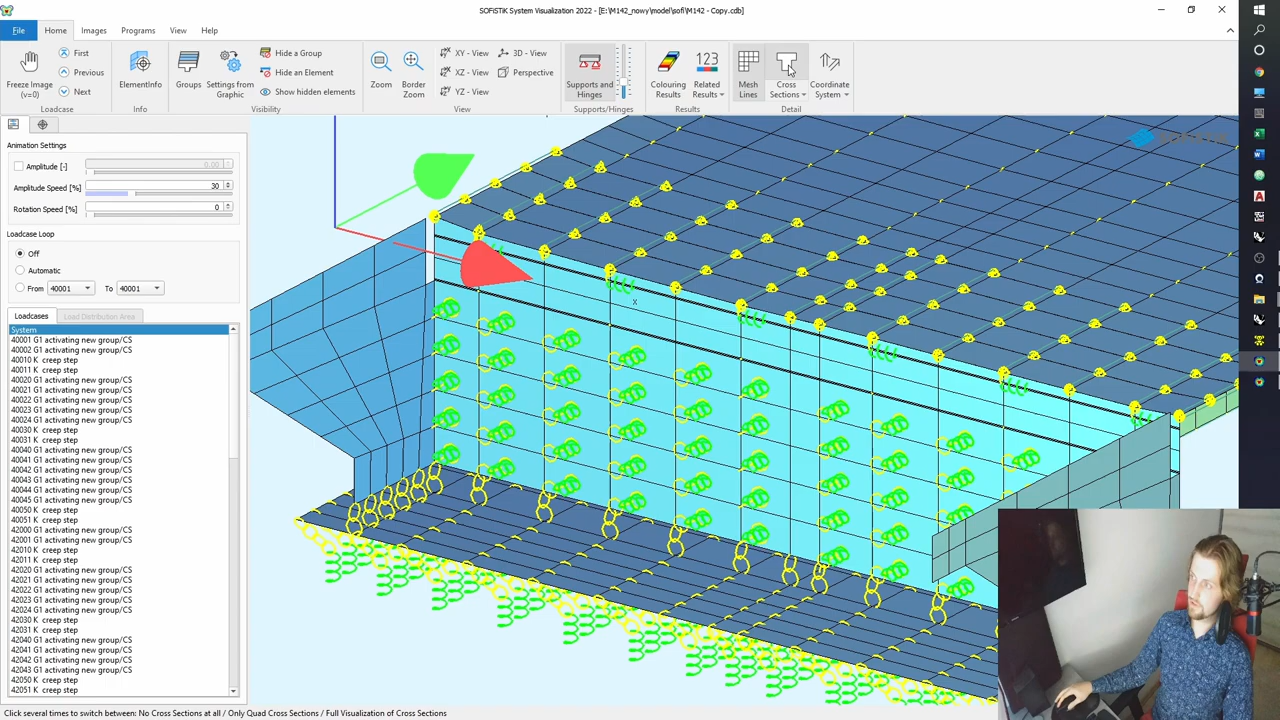 SOFiSTiK System Visualization 2022 - [E:\M142_nowy\model\sofi\M142 - Copy.cdb]
File Home Images Programs View Help
First
Previous
Next
Freeze Image
(v=0)
Loadcase
ElementInfo
Info
Groups
Settings from
Graphic
Hide a Group
Hide an Element
Show hidden elements
Visibility
Zoom
Border
Zoom
XY - View
XZ - View
YZ - View
3D - View
Perspective
View
Supports and
Hinges
Supports/Hinges
Colouring
Results
123
Related
Results
Results
Mesh
Lines
Cross
Sections
Coordinate
System
Detail
Animation Settings
Amplitude [-] 0.00
Amplitude Speed [%] 30
Rotation Speed [%] 0
Loadcase Loop
Off
Automatic
From 40001 To 40001
Loadcases Load Distribution Area
System
40001 G1 activating new group/CS
40002 G1 activating new group/CS
40010 K creep step
40011 K creep step
40020 G1 activating new group/CS
40021 G1 activating new group/CS
40022 G1 activating new group/CS
40023 G1 activating new group/CS
40024 G1 activating new group/CS
40030 K creep step
40031 K creep step
40040 G1 activating new group/CS
40041 G1 activating new group/CS
40042 G1 activating new group/CS
40043 G1 activating new group/CS
40044 G1 activating new group/CS
40045 G1 activating new group/CS
40050 K creep step
40051 K creep step
42000 G1 activating new group/CS
42001 G1 activating new group/CS
42010 K creep step
42011 K creep step
42020 G1 activating new group/CS
42021 G1 activating new group/CS
42022 G1 activating new group/CS
42024 G1 activating new group/CS
42030 K creep step
42031 K creep step
42040 G1 activating new group/CS
42041 G1 activating new group/CS
42042 G1 activating new group/CS
42043 G1 activating new group/CS
42050 K creep step
42051 K creep step
x
Click several times to switch between: No Cross Sections at all / Only Quad Cross Sections / Full Visualization of Cross Sections